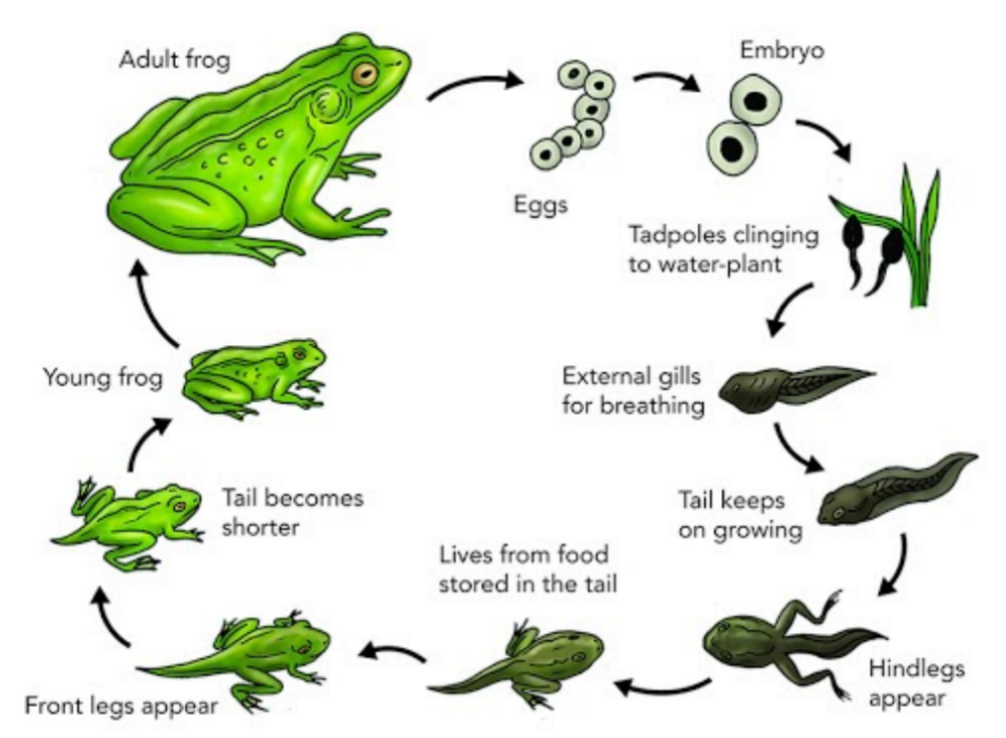 Adult frog
Embryo
Eggs
Tadpoles clinging
to water-plant
External gills
for breathing
Tail keeps
on growing
Hindlegs
appear
Lives from food
stored in the tail
Front legs appear
Tail becomes
shorter
Young frog